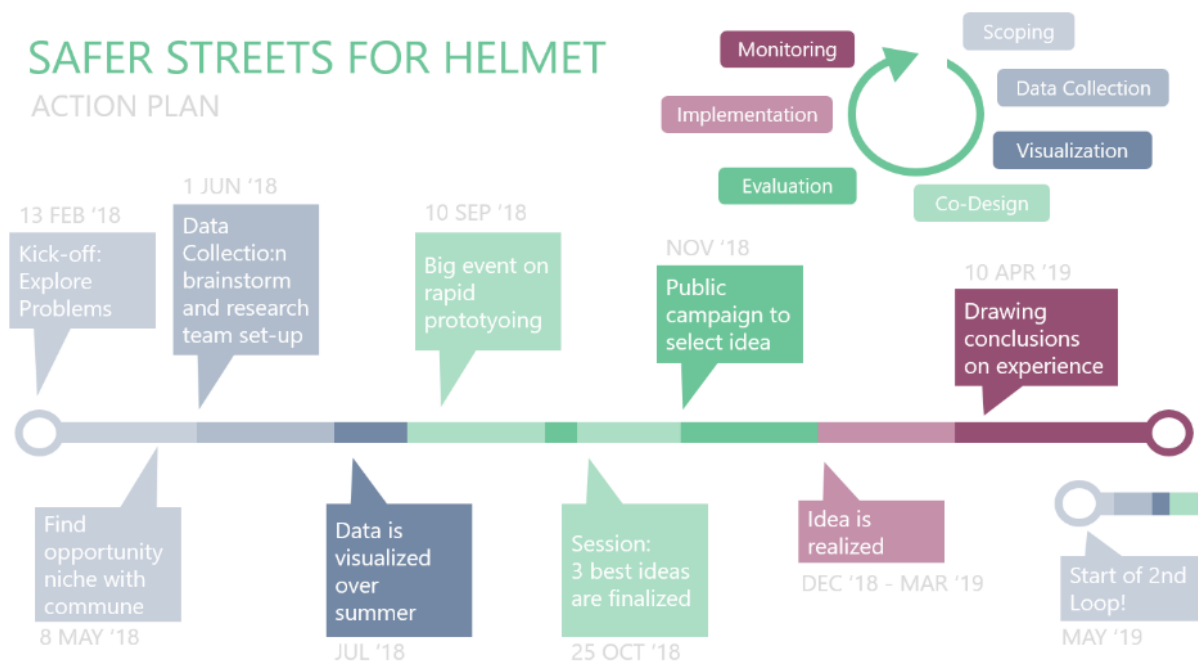 SAFER STREETS FOR HELMET
ACTION PLAN
Monitoring
Scoping
Implementation
Data Collection
Evaluation
Visualization
Co-Design
13 FEB '18
Kick-off:
Explore
Problems
1 JUN '18
Data
Collectio:n
brainstorm
and research
team set-up
10 SEP '18
Big event on
rapid
prototyoing
NOV '18
Public
campaign to
select idea
10 APR '19
Drawing
conclusions
on experience
Find
opportunity
niche with
commune
8 MAY '18
Data is
visualized
over
summer
JUL '18
Session:
3 best ideas
are finalized
25 OCT '18
Idea is
realized
DEC '18 - MAR '19
Start of 2nd
Loop!
MAY '19